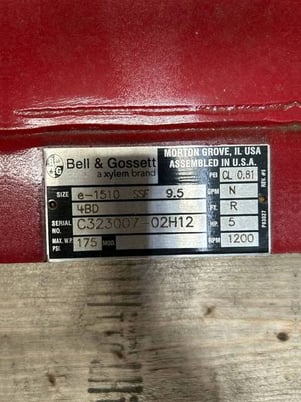 B&G Bell & Gossett
a xylem brand
MORTON GROVE, IL USA
ASSEMBLED IN U.S.A.
PEI CL 0.81
SIZE e-1510 SSF 9.5
GPM N
4BD
FT. R
SERIAL NO. C323007-02H12
HP. 5
MAX. W.P. PSI 175 MOD.
RPM 1200